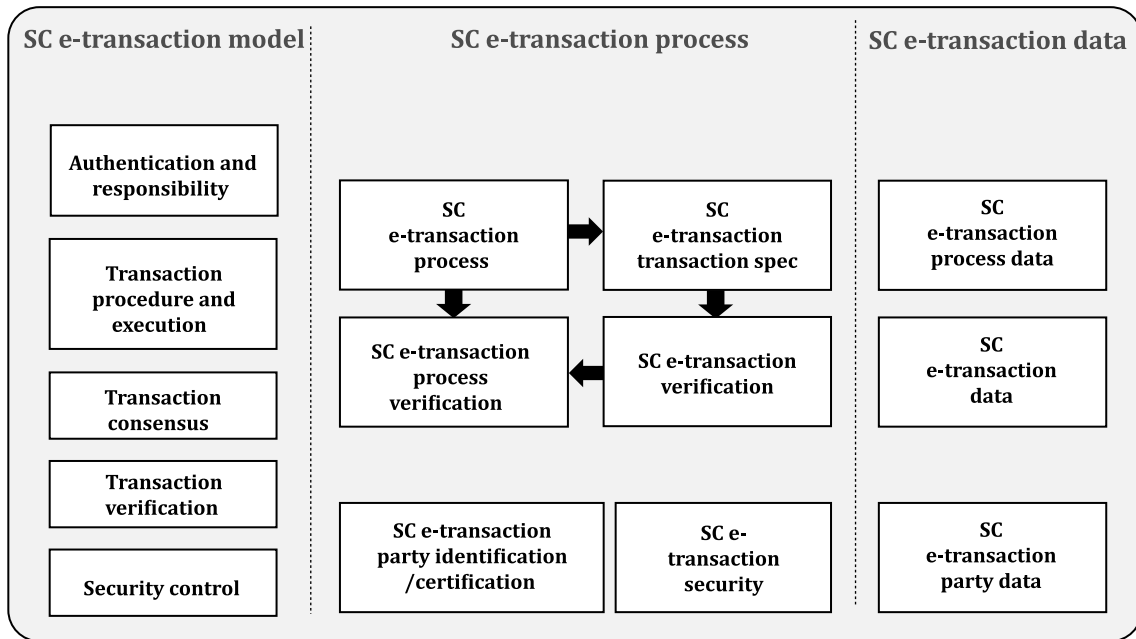 SC e-transaction model
SC e-transaction process
SC e-transaction data
Authentication and
responsibility
Transaction
procedure and
execution
Transaction
consensus
Transaction
verification
Security control
SC
e-transaction
process
SC
e-transaction
transaction spec
SC e-transaction
process
verification
SC e-transaction
verification
SC e-transaction
party identification
/certification
SC e-
transaction
security
SC
e-transaction
process data
SC
e-transaction
data
SC
e-transaction
party data